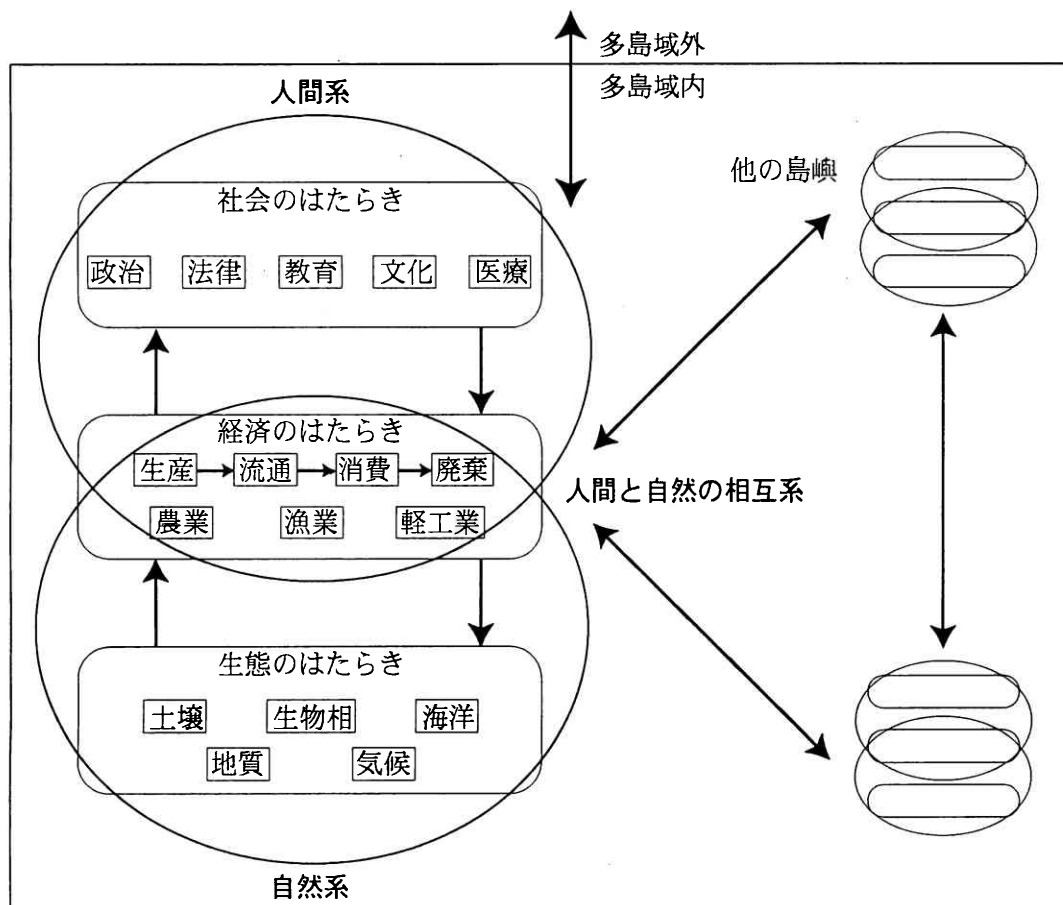 多島域外
多島域内
人間系
社会のはたらき
政治 法律 教育 文化 医療
他の島嶼
経済のはたらき
生産 流通 消費 廃棄
農業 漁業 軽工業
人間と自然の相互系
生態のはたらき
土壌 生物相 海洋
地質 気候
自然系